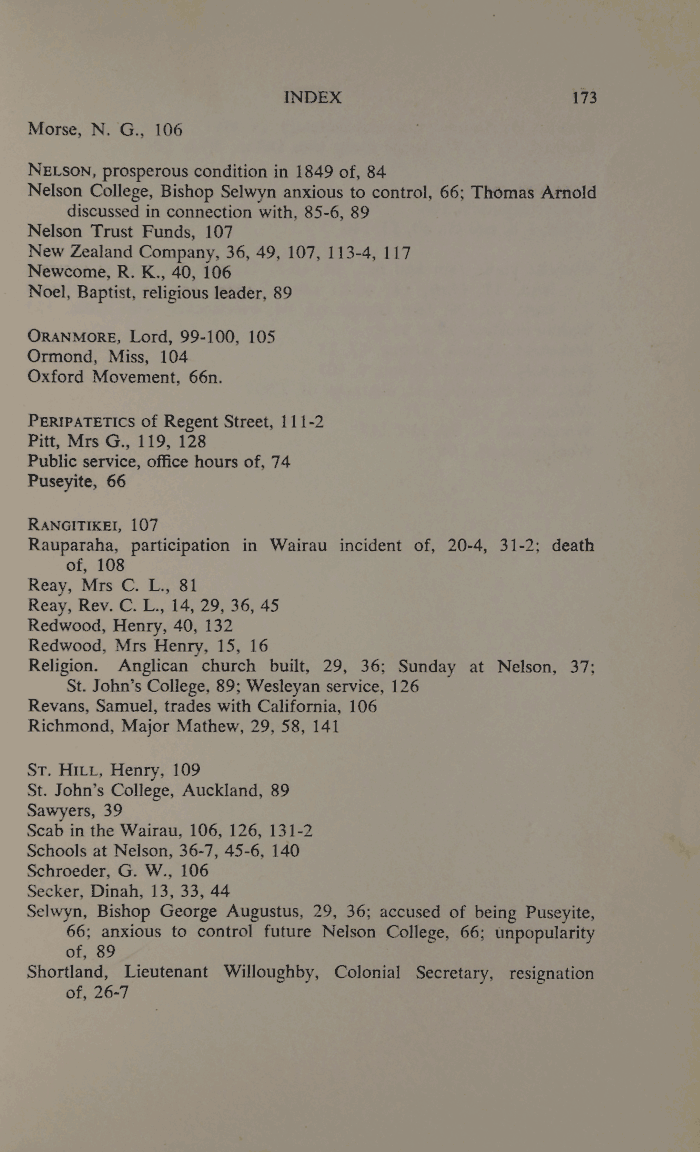 INDEX 173
Morse, N. G., 106
NELSON, prosperous condition in 1849 of, 84
Nelson College, Bishop Selwyn anxious to control, 66; Thomas Arnold
discussed in connection with, 85-6, 89
Nelson Trust Funds, 107
New Zealand Company, 36, 49, 107, 113-4, 117
Newcome, R. K., 40, 106
Noel, Baptist, religious leader, 89
ORANMORE, Lord, 99-100, 105
Ormond, Miss, 104
Oxford Movement, 66n.
PERIPATETICS of Regent Street, 111-2
Pitt, Mrs G., 119, 128
Public service, office hours of, 74
Puseyite, 66
RANGITIKEI, 107
Rauparaha, participation in Wairau incident of, 20-4, 31-2; death
of, 108
Reay, Mrs C. L., 81
Reay, Rev. C. L., 14, 29, 36, 45
Redwood, Henry, 40, 132
Redwood, Mrs Henry, 15, 16
Religion. Anglican church built, 29, 36; Sunday at Nelson, 37;
St. John's College, 89; Wesleyan service, 126
Revans, Samuel, trades with California, 106
Richmond, Major Mathew, 29, 58, 141
ST. HILL, Henry, 109
St. John's College, Auckland, 89
Sawyers, 39
Scab in the Wairau, 106, 126, 131-2
Schools at Nelson, 36-7, 45-6, 140
Schroeder, G. W., 106
Secker, Dinah, 13, 33, 44
Selwyn, Bishop George Augustus, 29, 36; accused of being Puseyite,
66; anxious to control future Nelson College, 66; unpopularity
of, 89
Shortland, Lieutenant Willoughby, Colonial Secretary, resignation
of, 26-7